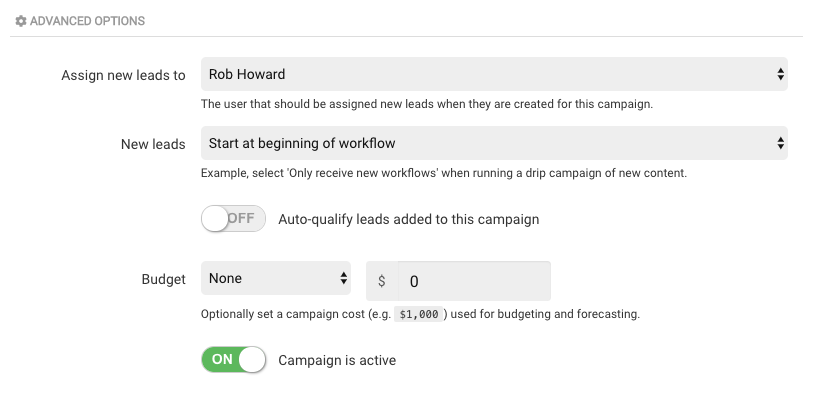 ADVANCED OPTIONS
Assign new leads to Rob Howard
The user that should be assigned new leads when they are created for this campaign.
New leads Start at beginning of workflow
Example, select 'Only receive new workflows' when running a drip campaign of new content.
OFF Auto-qualify leads added to this campaign
Budget None $ 0
Optionally set a campaign cost (e.g. $1,000 ) used for budgeting and forecasting.
ON Campaign is active